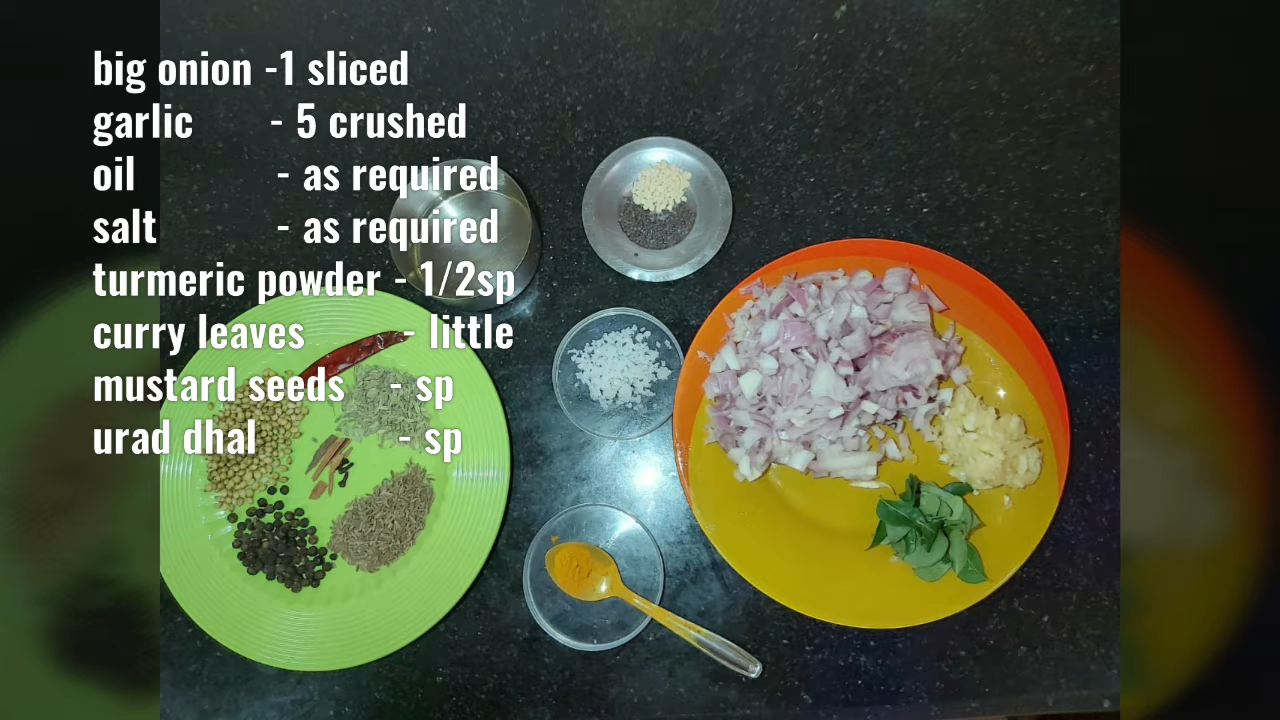 big onion -1 sliced
garlic - 5 crushed
oil - as required
salt - as required
turmeric powder - 1/2sp
curry leaves - little
mustard seeds - sp
urad dhal - sp